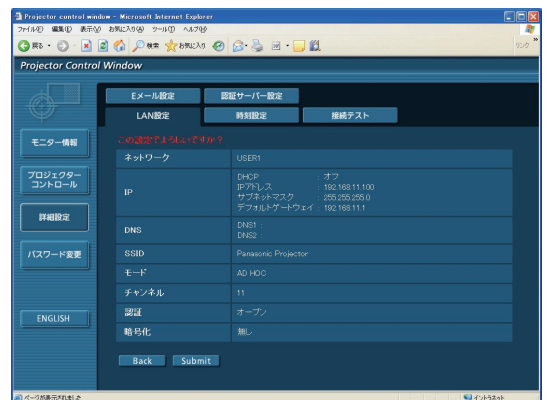 Projector control window - Microsoft Internet Explorer
ファイル(F) 編集(E) 表示(V) お気に入り(A) ツール(T) ヘルプ(H)
戻る 検索 お気に入り リンク
Projector Control Window
Eメール設定 認証サーバー設定
LAN設定 時刻設定 接続テスト
この設定でよろしいですか?
モニター情報
プロジェクター
コントロール
詳細設定
パスワード変更
ENGLISH
ネットワーク USER1
IP
DHCP : オフ
IPアドレス : 192.168.11.100
サブネットマスク : 255.255.255.0
デフォルトゲートウェイ : 192.168.11.1
DNS
DNS1 :
DNS2 :
SSID Panasonic Projector
モード AD HOC
チャンネル 11
認証 オープン
暗号化 無し
Back Submit
ページが表示されました イントラネット